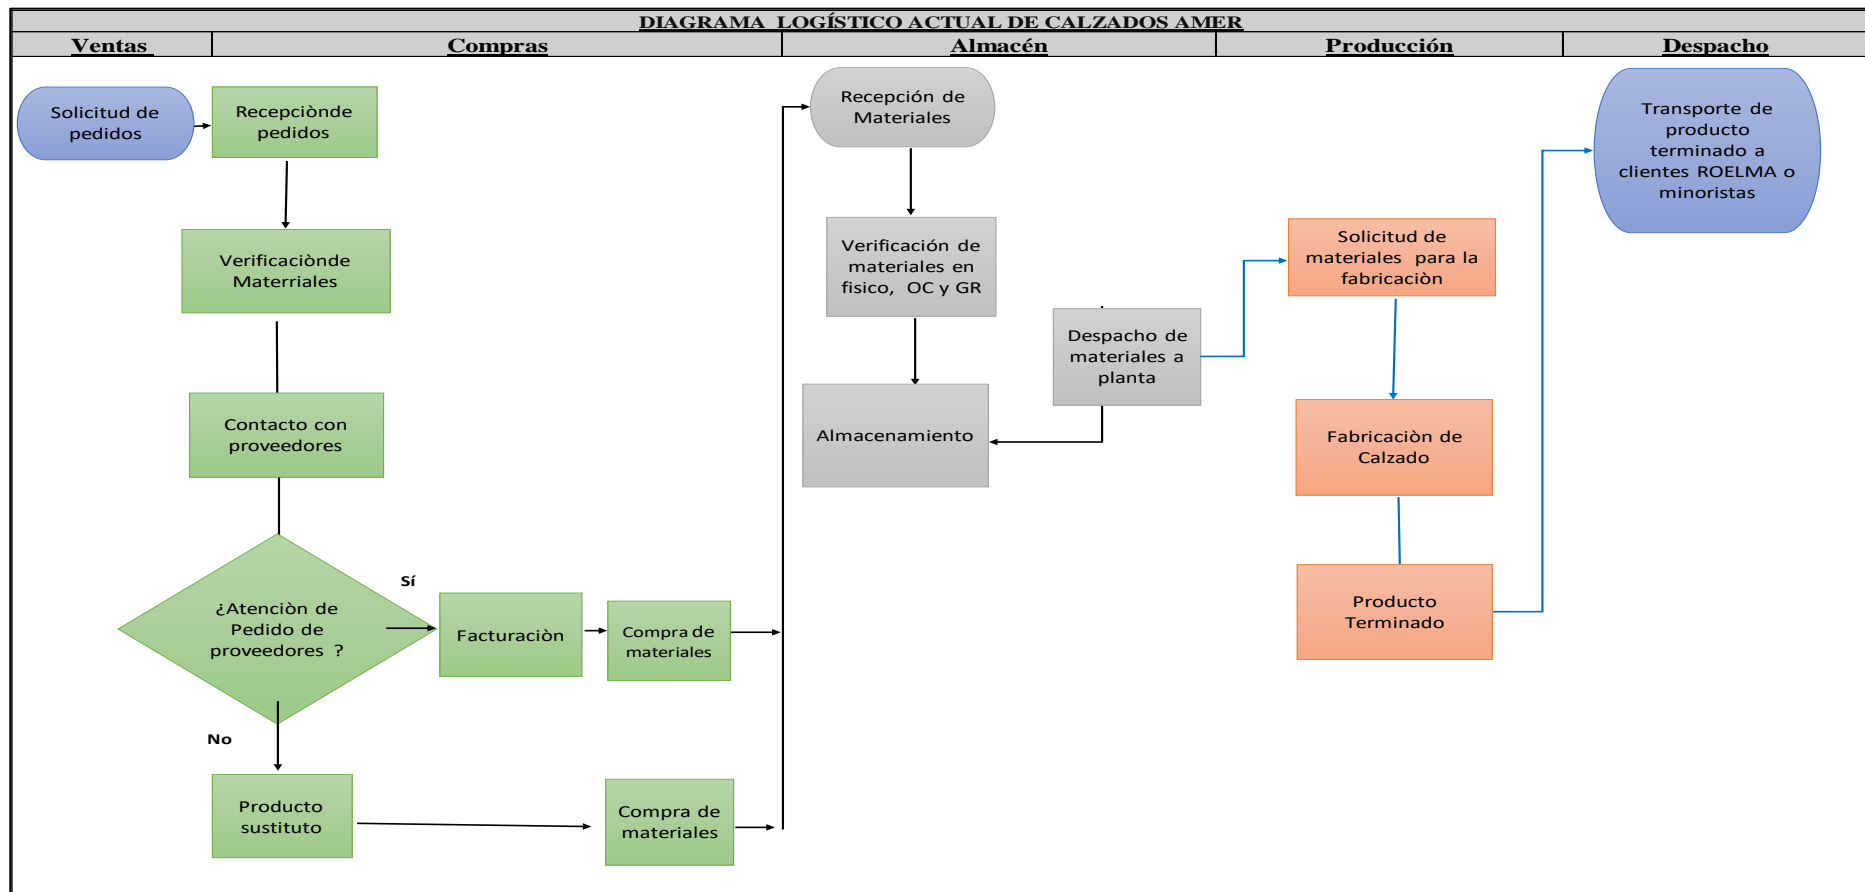 DIAGRAMA LOGÍSTICO ACTUAL DE CALZADOS AMER
Ventas
Compras
Almacén
Producción
Despacho
Solicitud de
pedidos
Recepciònde
pedidos
Verificaciònde
Materriales
Contacto con
proveedores
¿Atenciòn de
Pedido de
proveedores ?
Sí
No
Facturaciòn
Compra de
materiales
Producto
sustituto
Compra de
materiales
Recepción de
Materiales
Verificación de
materiales en
fisico, OC y GR
Almacenamiento
Despacho de
materiales a
planta
Solicitud de
materiales para la
fabricaciòn
Fabricaciòn de
Calzado
Producto
Terminado
Transporte de
producto
terminado a
clientes ROELMA o
minoristas